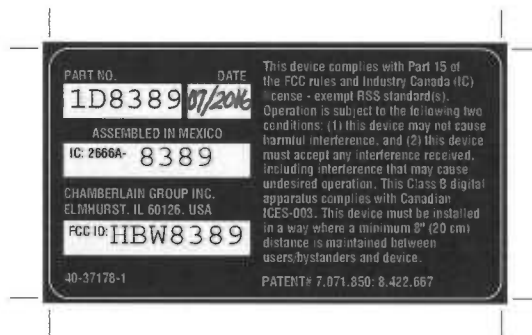 PART NO. DATE
1D8389 07/2016
ASSEMBLED IN MEXICO
IC: 2666A- 8389
CHAMBERLAIN GROUP INC.
ELMHURST, IL 60126. USA
FCC ID: HBW8389
40-37178-1
This device complies with Part 15 of
the FCC rules and Industry Canada (IC)
license - exempt RSS standard(s).
Operation is subject to the following two
conditions: (1) this device may not cause
harmful interference, and (2) this device
must accept any interference received,
including interference that may cause
undesired operation. This Class B digital
apparatus complies with Canadian
ICES-003. This device must be installed
in a way where a minimum 8" (20 cm)
distance is maintained between
users/bystanders and device.
PATENT# 7,071,850; 8,422,667